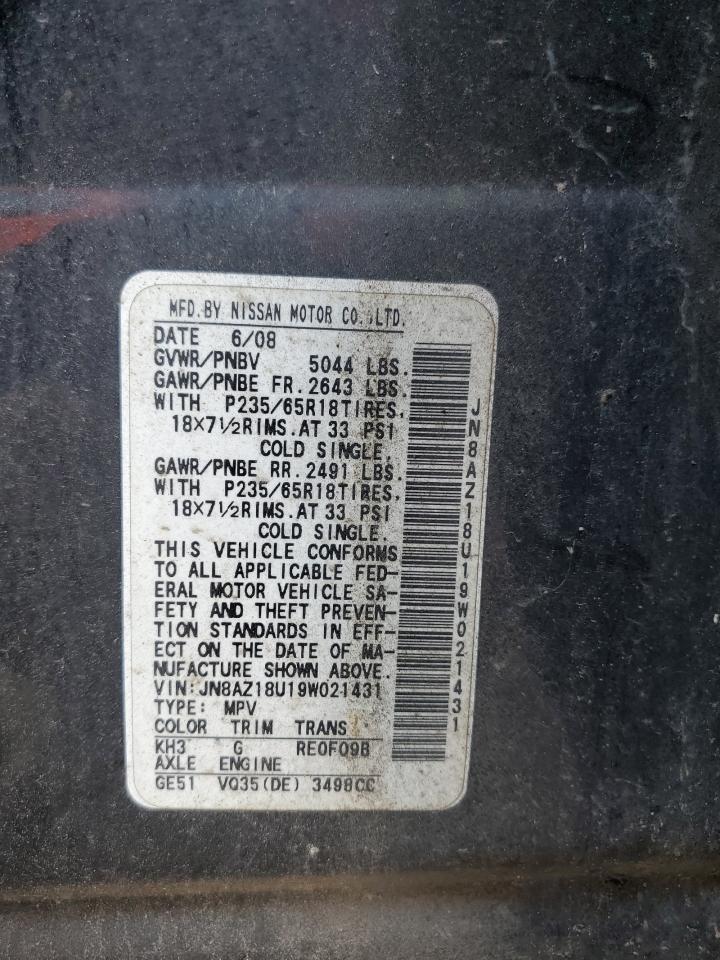 MFD.BY NISSAN MOTOR CO.,LTD.
DATE 6/08
GVWR/PNBV 5044 LBS.
GAWR/PNBE FR.2643 LBS.
WITH P235/65R18TIRES.
18×7½RIMS.AT 33 PSI
COLD SINGLE.
GAWR/PNBE RR.2491 LBS.
WITH P235/65R18TIRES.
18×7½RIMS.AT 33 PSI
COLD SINGLE.
THIS VEHICLE CONFORMS
TO ALL APPLICABLE FED-
ERAL MOTOR VEHICLE SA-
FETY AND THEFT PREVEN-
TION STANDARDS IN EFF-
ECT ON THE DATE OF MA-
NUFACTURE SHOWN ABOVE.
VIN:JN8AZ18U19W021431
TYPE: MPV
COLOR TRIM TRANS
KH3 G RE0F09B
AXLE ENGINE
GE51 VQ35(DE) 3498CC
JN8AZ18U19W021431